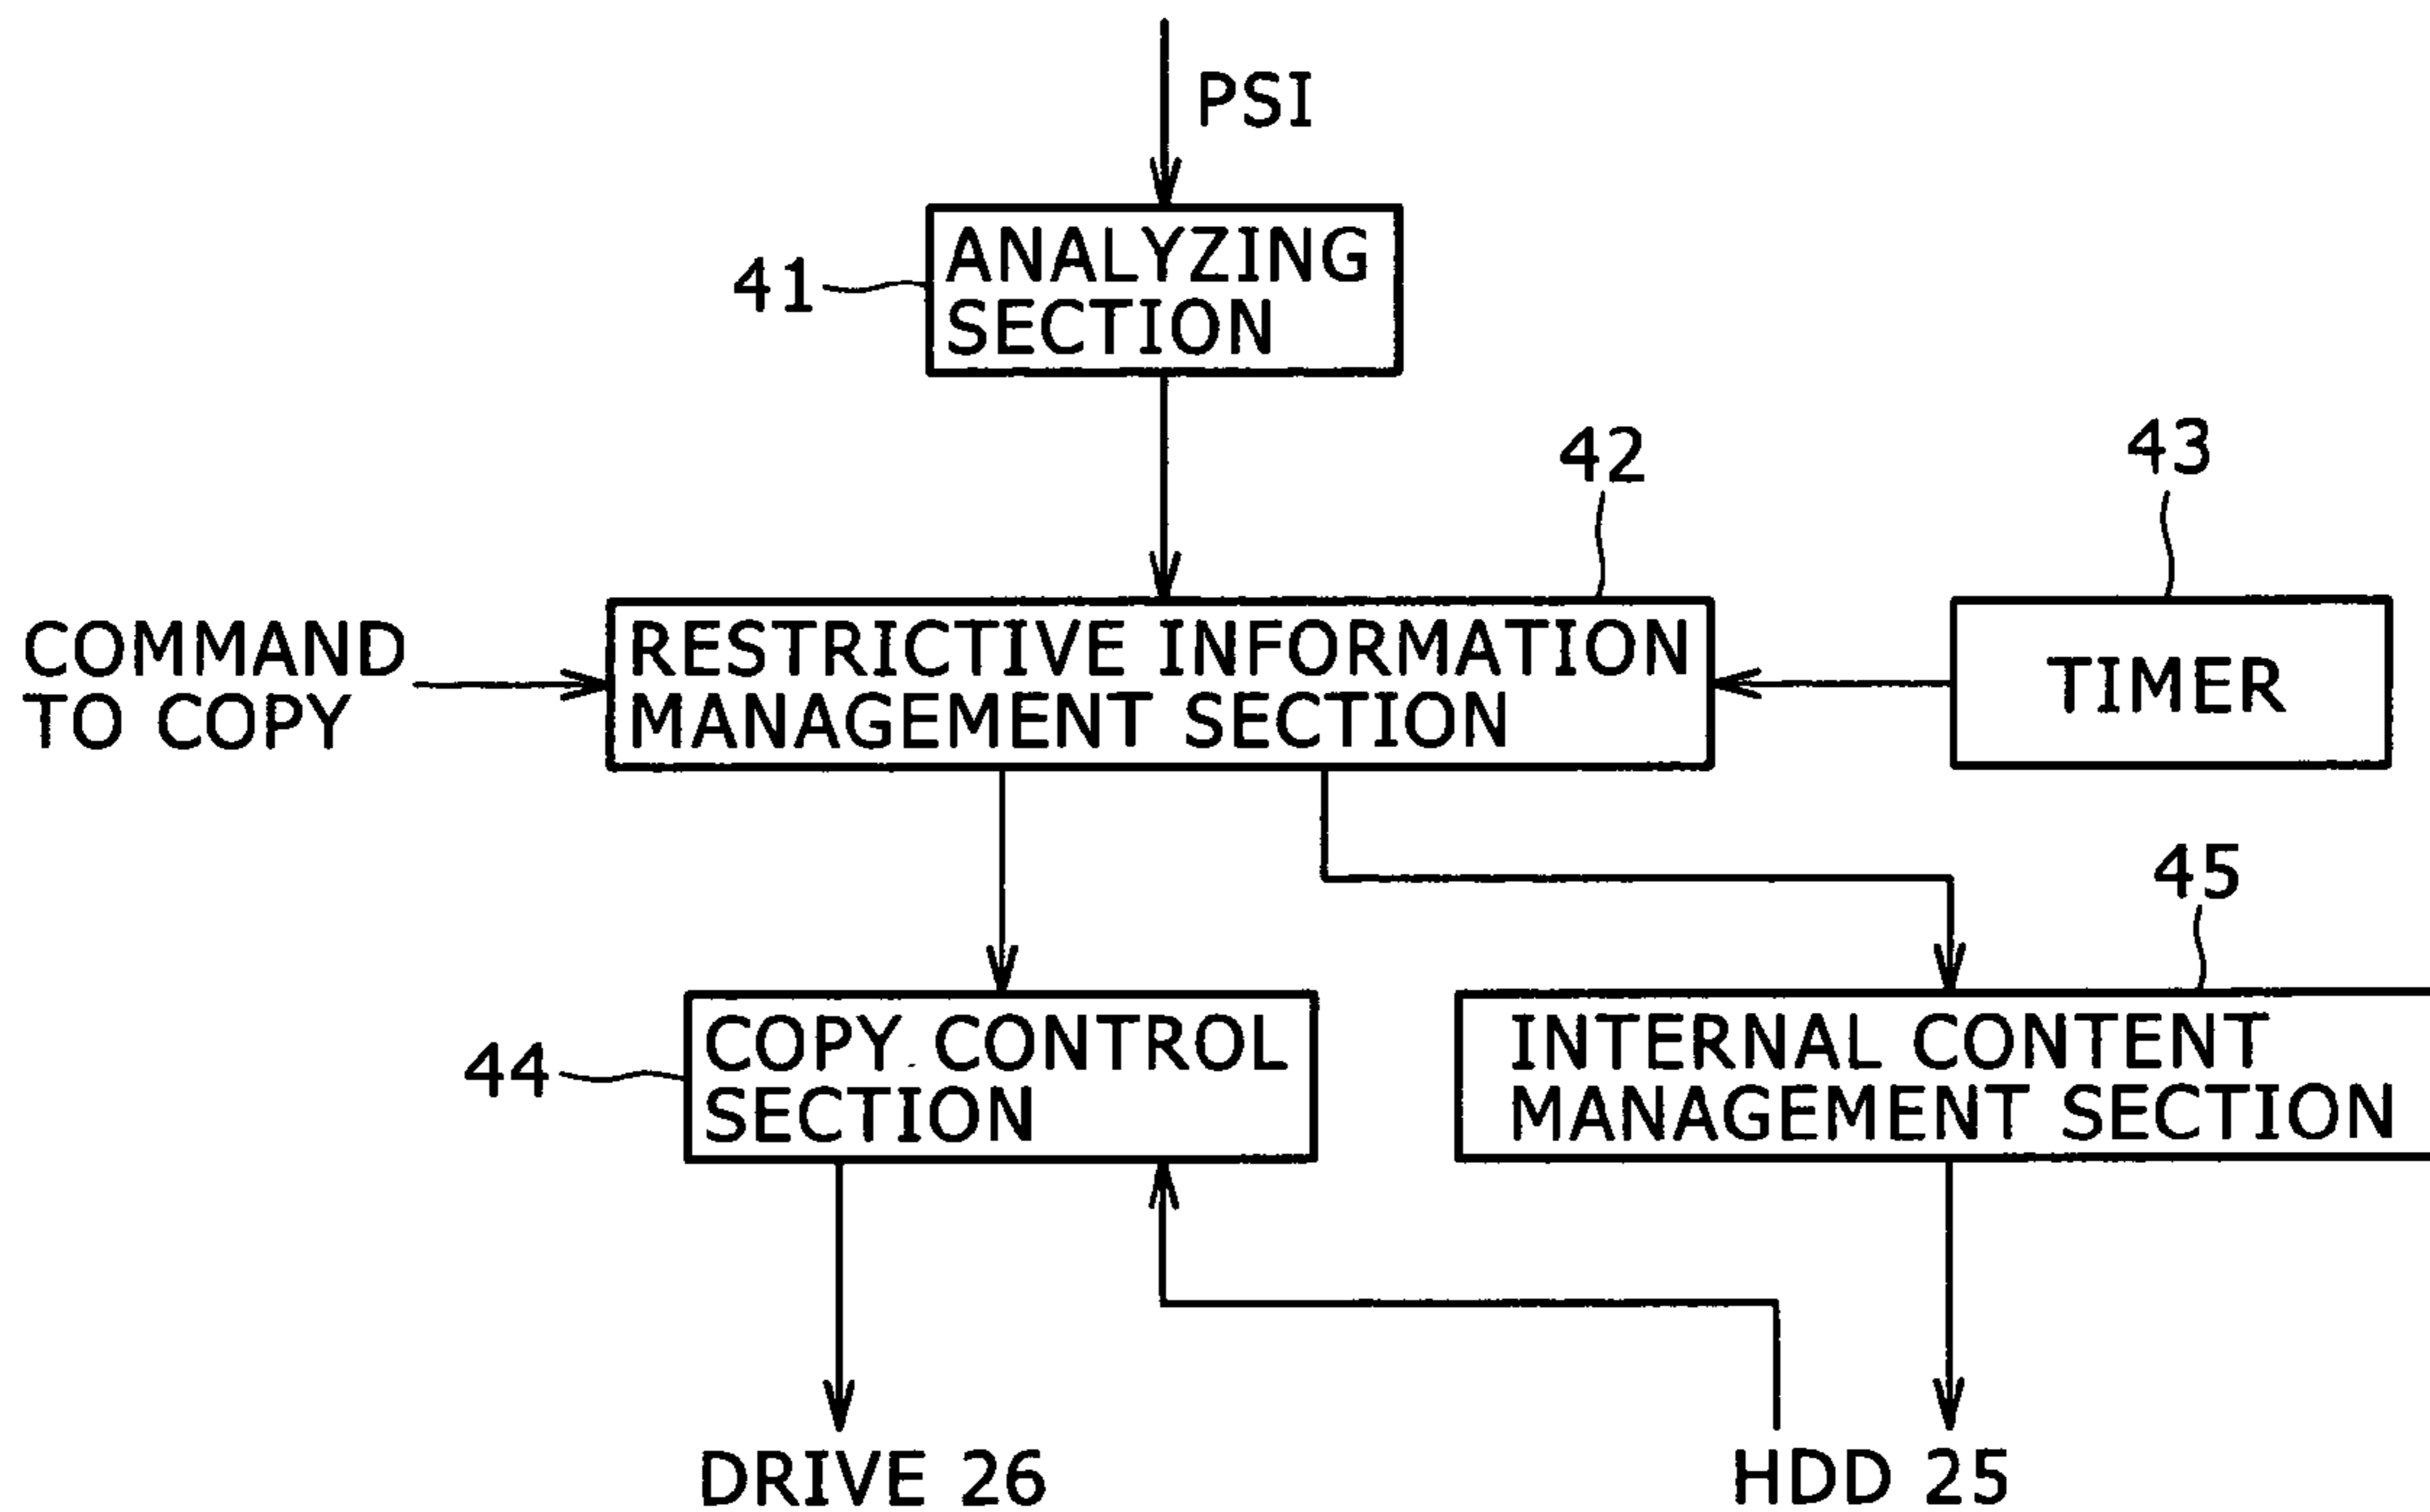 PSI
41
ANALYZING
SECTION
42
43
COMMAND
TO COPY
RESTRICTIVE INFORMATION
MANAGEMENT SECTION
TIMER
45
44
COPY CONTROL
SECTION
INTERNAL CONTENT
MANAGEMENT SECTION
DRIVE 26
HDD 25